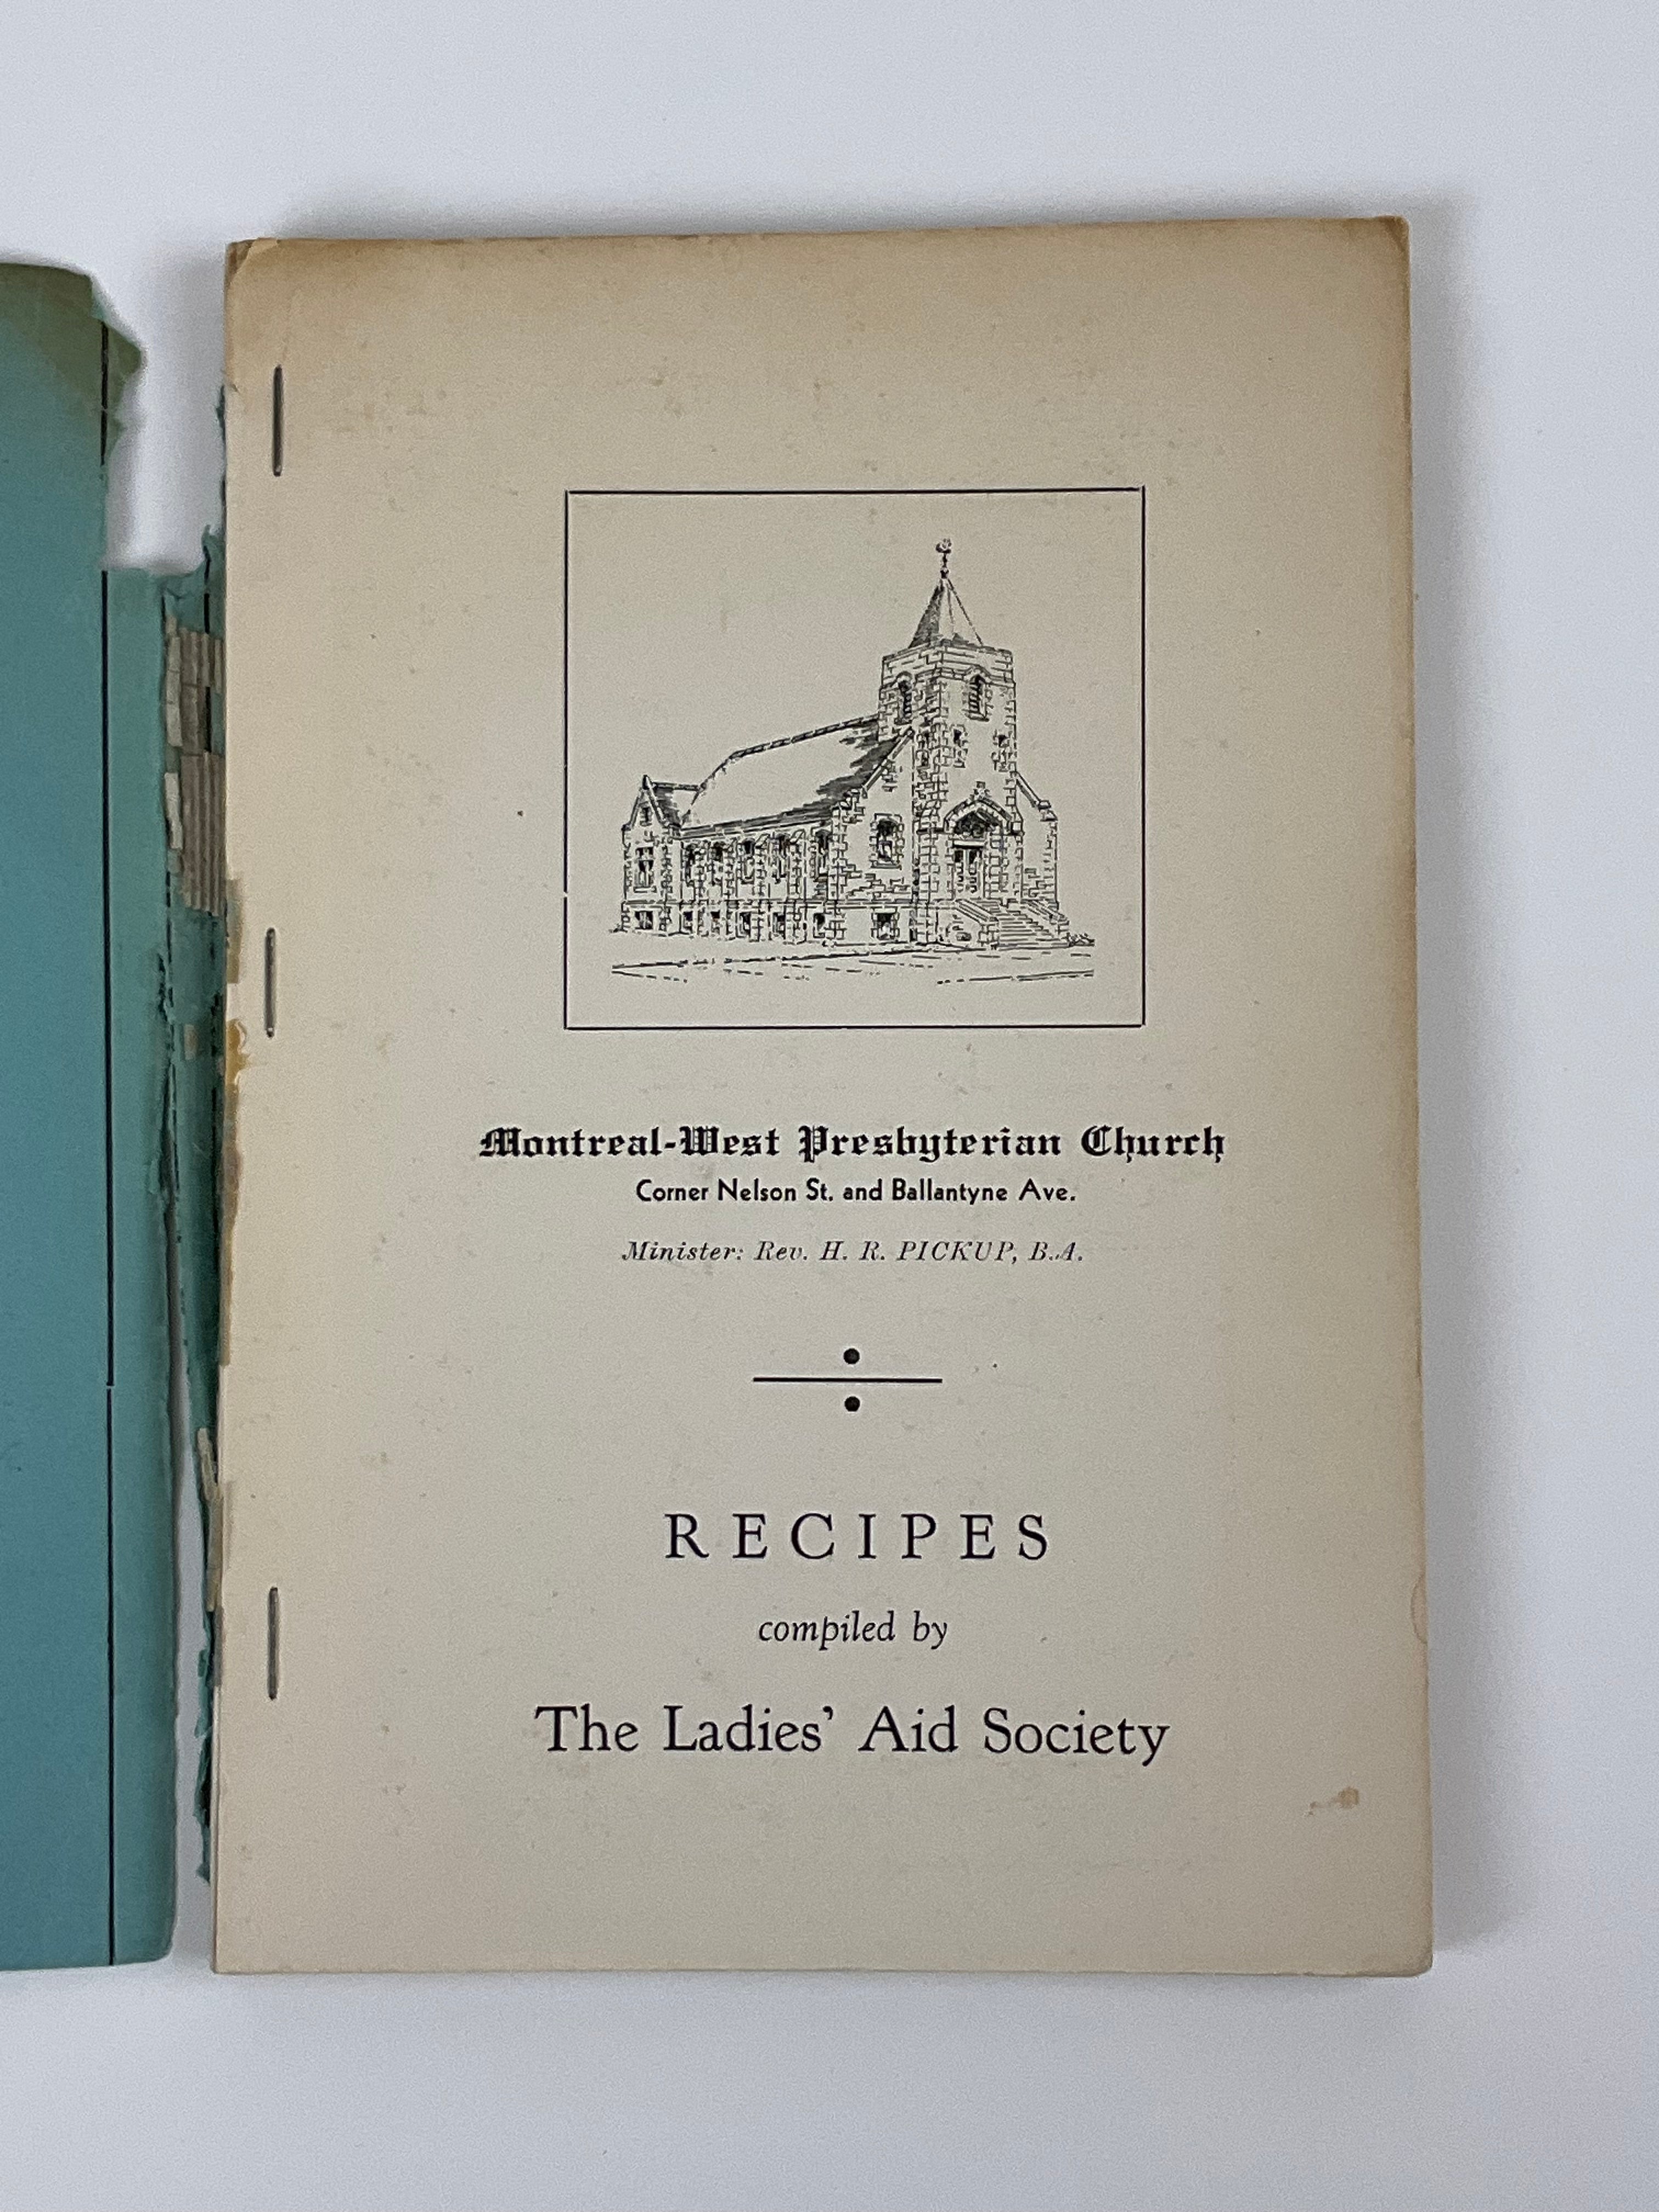 Montreal-West Presbyterian Church
Corner Nelson St. and Ballantyne Ave.
Minister: Rev. H. R. PICKUP, B.A.
RECIPES
compiled by
The Ladies' Aid Society